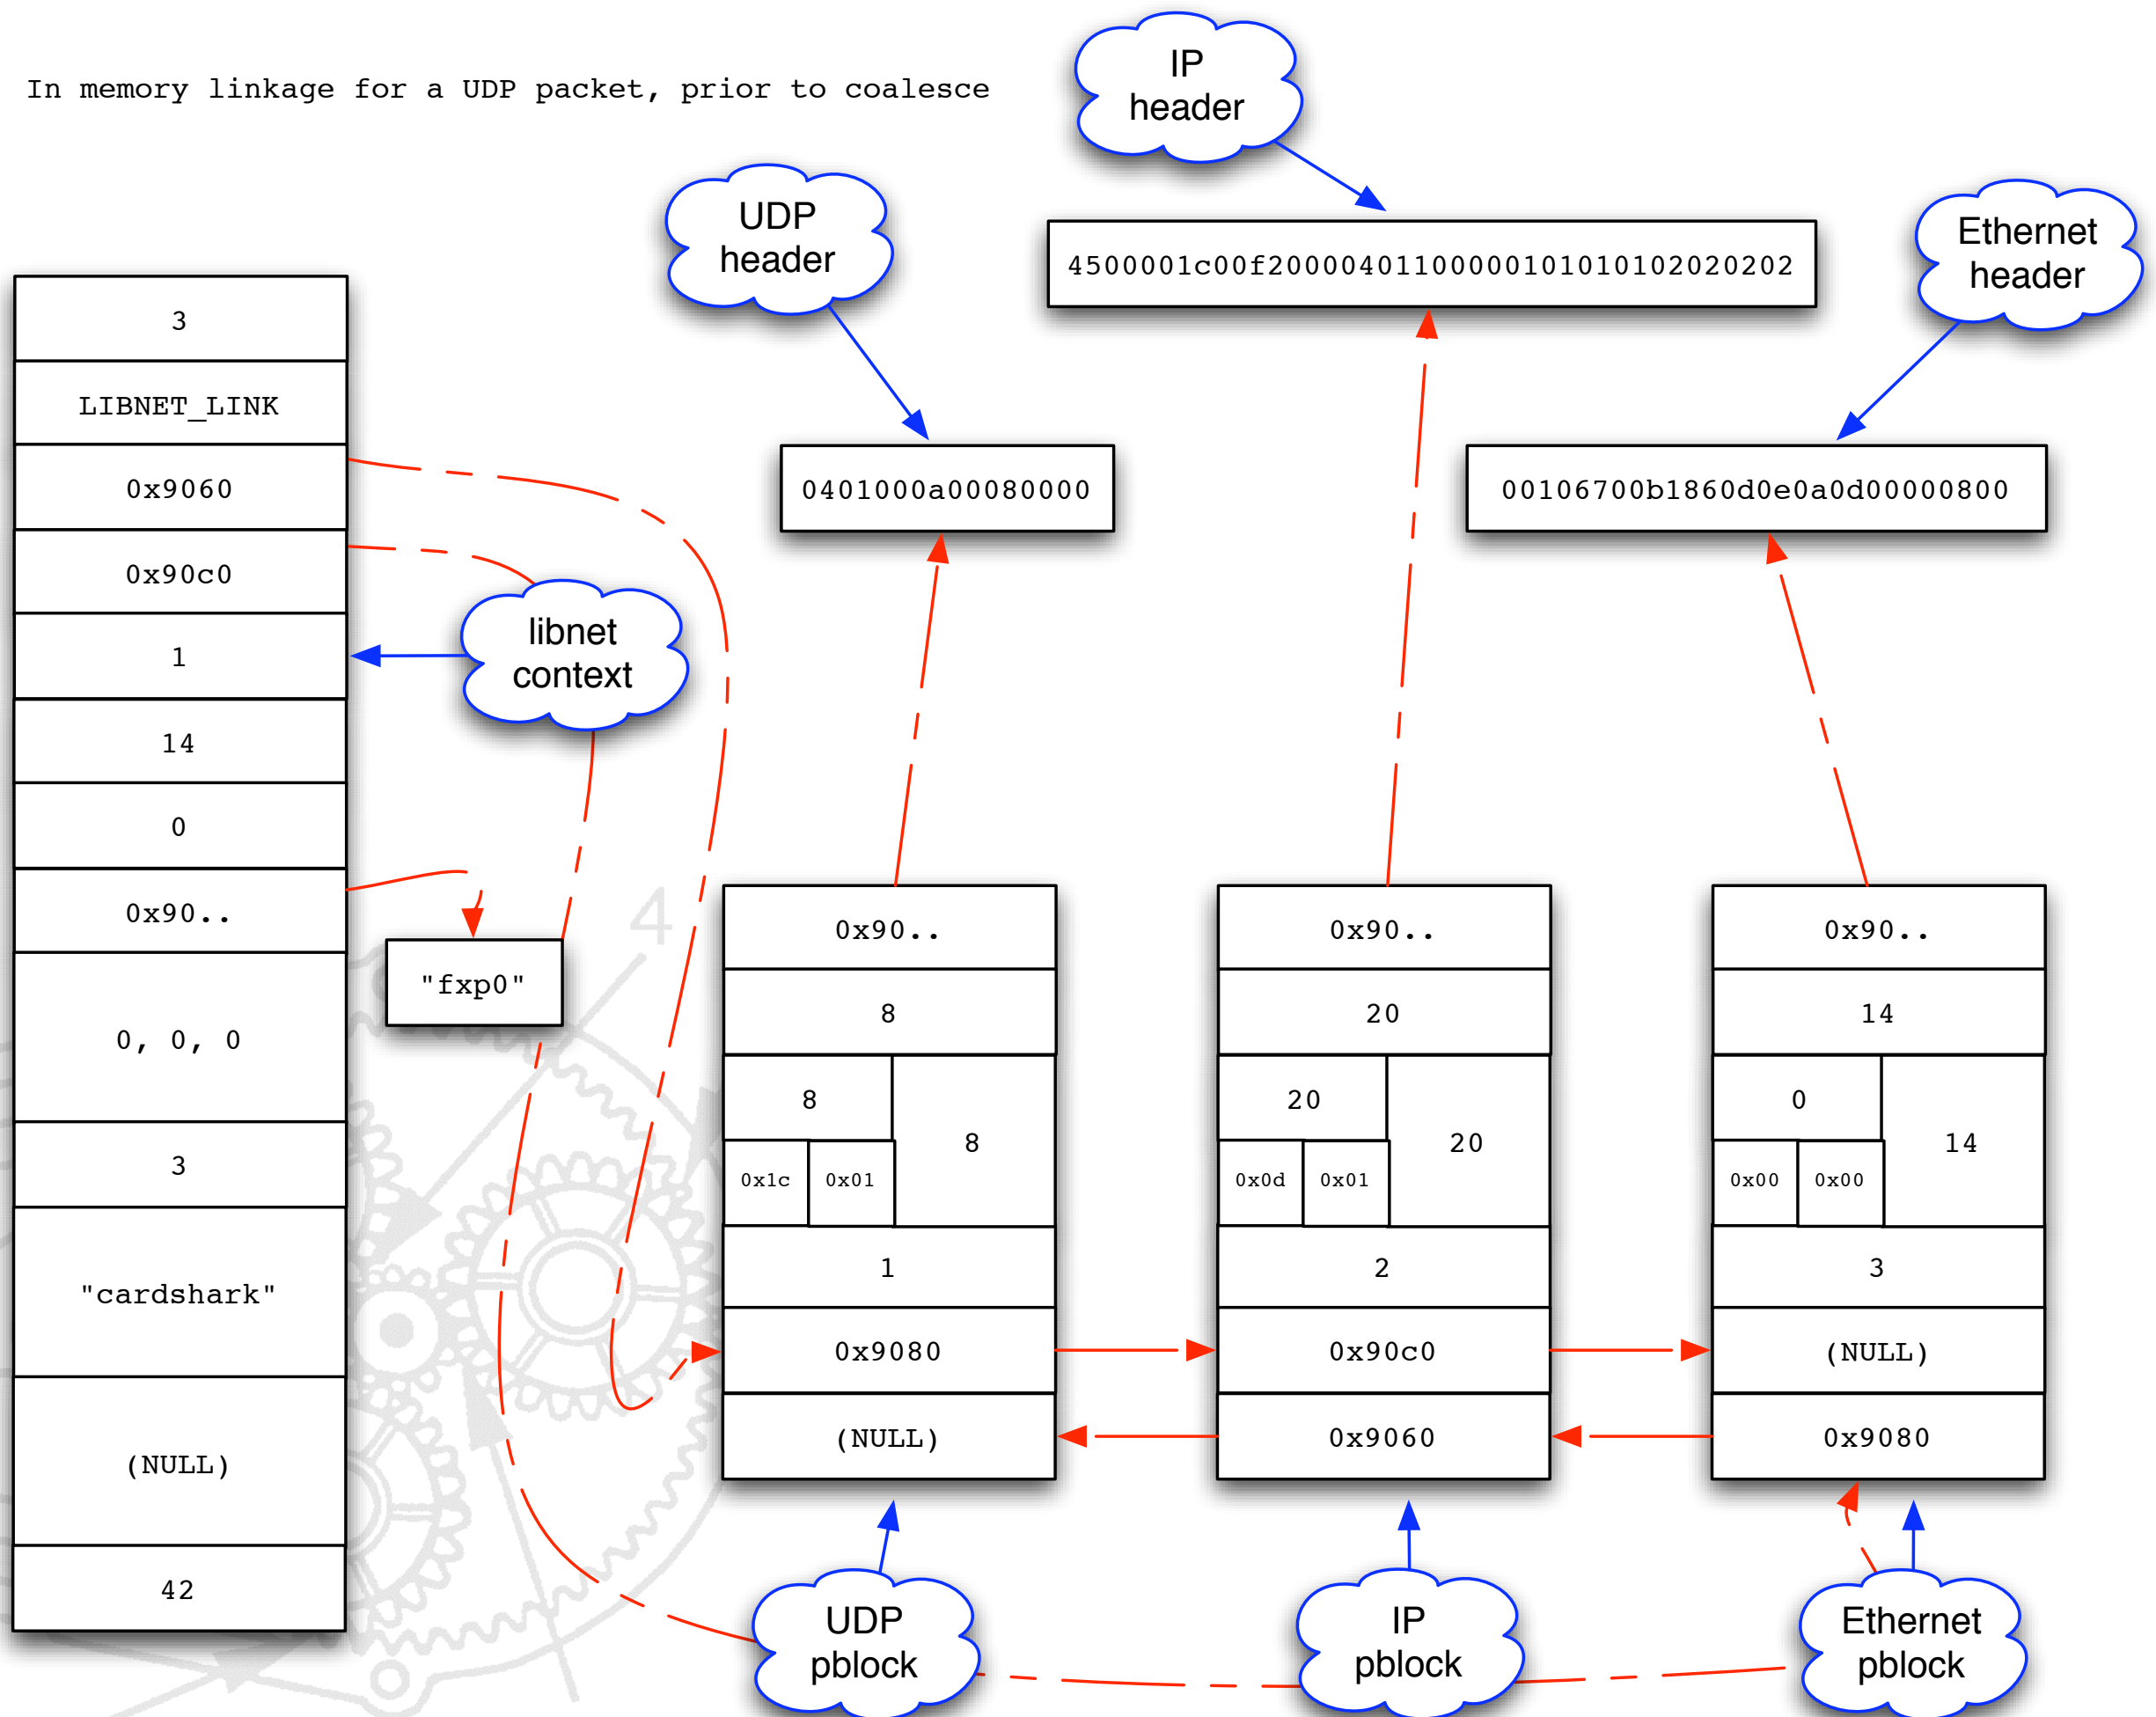 In memory linkage for a UDP packet, prior to coalesce
IP
header
UDP
header
Ethernet
header
4500001c00f20000401100000101010102020202
0401000a00080000
00106700b1860d0e0a0d00000800
3
LIBNET_LINK
0x9060
0x90c0
1
14
0
0x90..
0, 0, 0
3
"cardshark"
(NULL)
42
libnet
context
"fxp0"
4
0x90..
8
8
8
0x1c
0x01
1
0x9080
(NULL)
0x90..
20
20
20
0x0d
0x01
2
0x90c0
0x9060
0x90..
14
0
14
0x00
0x00
3
(NULL)
0x9080
UDP
pblock
IP
pblock
Ethernet
pblock